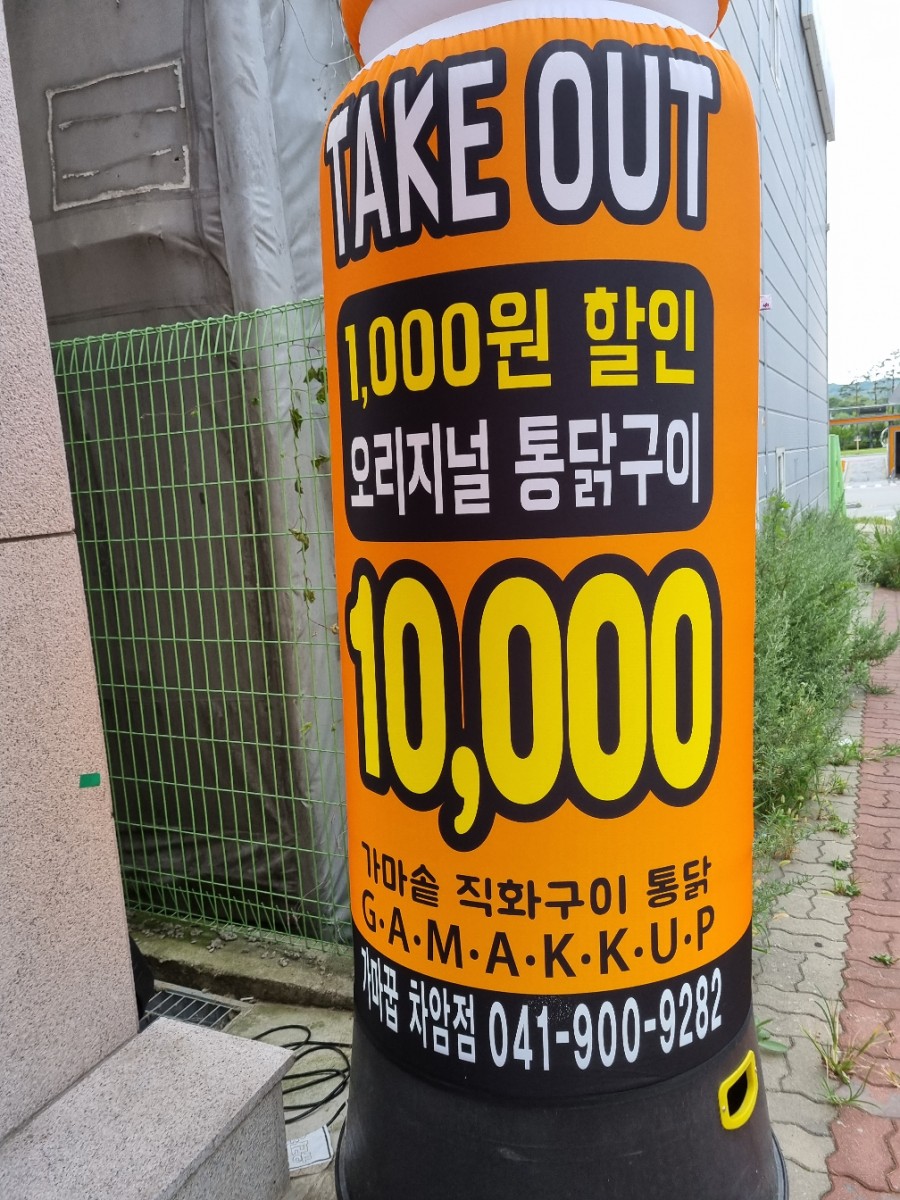 TAKE OUT
1,000원 할인
오리지널 통닭구이
10,000
가마솥 직화구이 통닭
G·A·M·A·K·K·U·P
가마꿉 차암점 041-900-9282